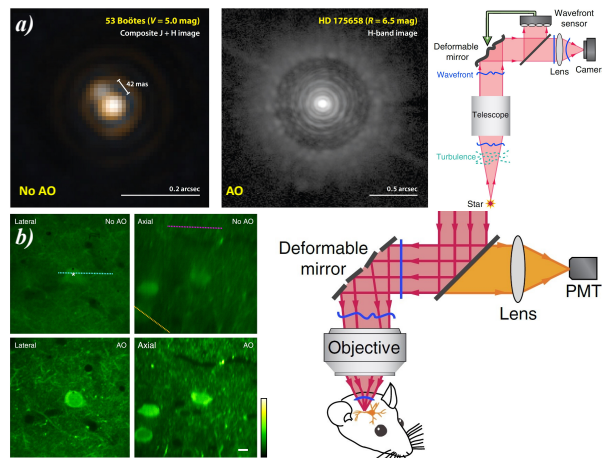 a)
53 Boötes (V = 5.0 mag)
Composite J + H image
42 mas
No AO
0.2 arcsec
HD 175658 (R = 6.5 mag)
H-band image
AO
0.5 arcsec
Wavefront
sensor
Deformable
mirror
Lens
Camer
Wavefront
Telescope
Turbulence
Star
b)
Lateral
No AO
Axial
No AO
Lateral
AO
Axial
AO
Deformable
mirror
Lens
PMT
Objective